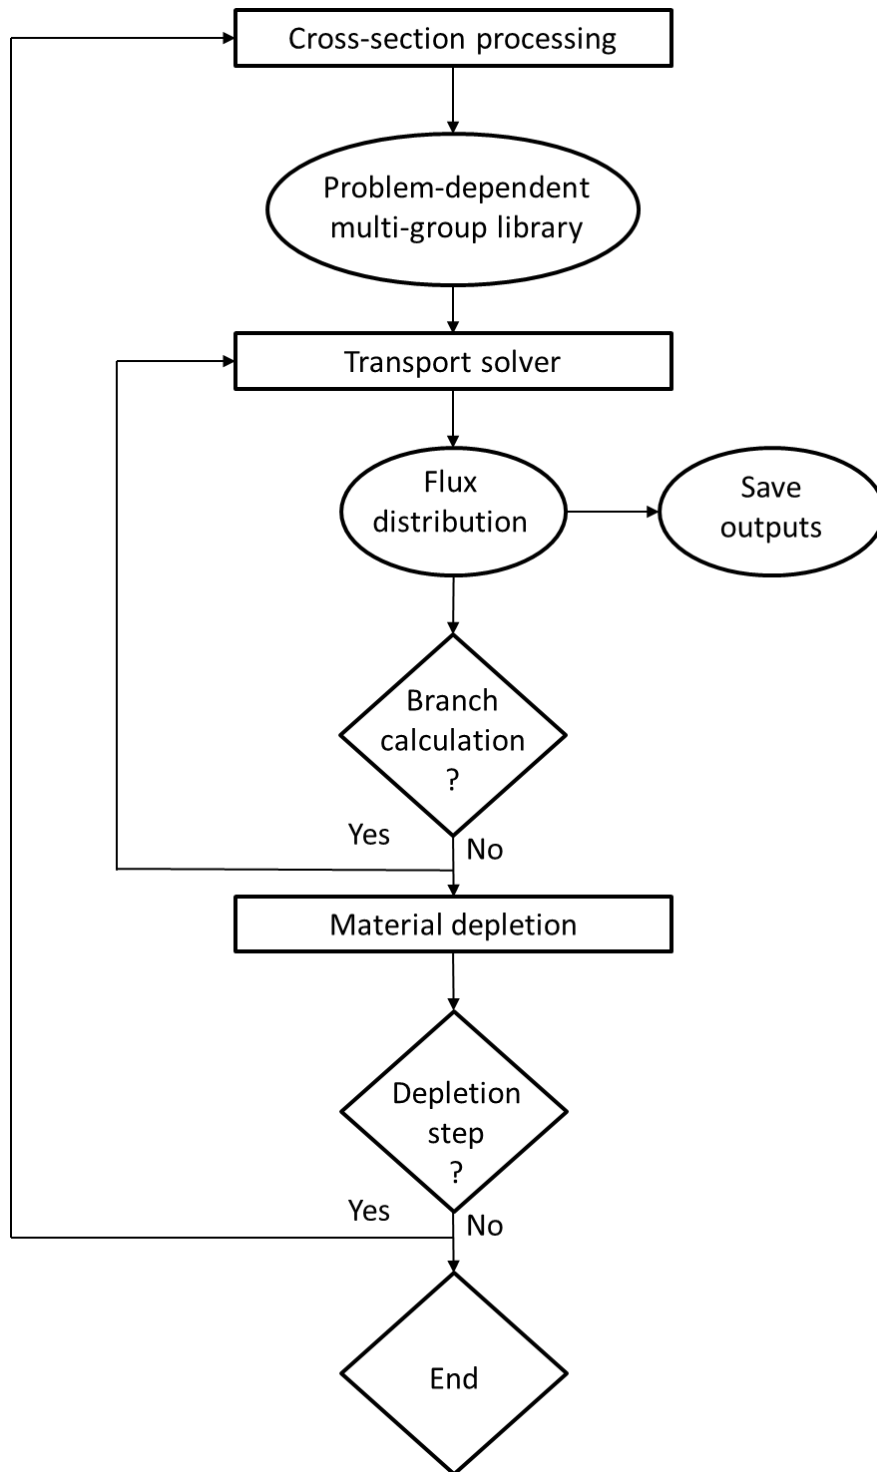 Cross-section processing
Problem-dependent
multi-group library
Transport solver
Flux
distribution
Save
outputs
Branch
calculation
?
Yes
No
Material depletion
Depletion
step
?
Yes
No
End